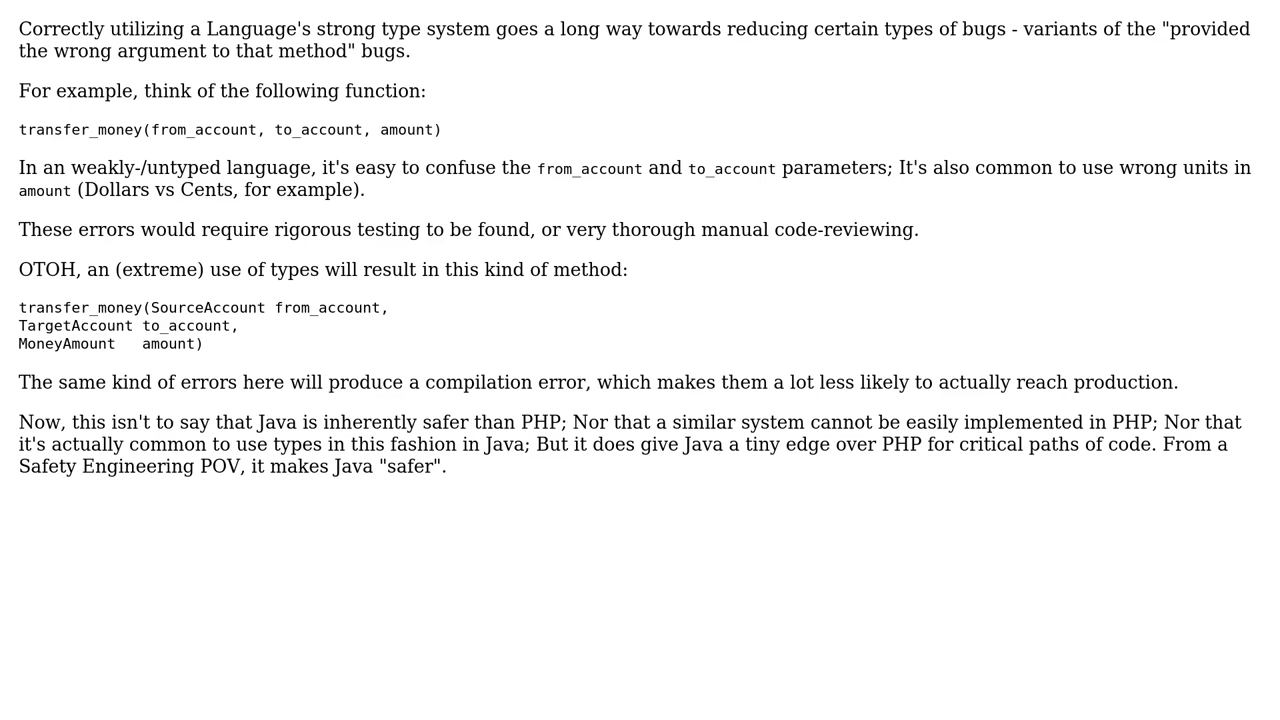 Correctly utilizing a Language's strong type system goes a long way towards reducing certain types of bugs - variants of the "provided
the wrong argument to that method" bugs.
For example, think of the following function:
transfer_money(from_account, to_account, amount)
In an weakly-/untyped language, it's easy to confuse the from_account and to_account parameters; It's also common to use wrong units in
amount (Dollars vs Cents, for example).
These errors would require rigorous testing to be found, or very thorough manual code-reviewing.
OTOH, an (extreme) use of types will result in this kind of method:
transfer_money(SourceAccount from_account,
TargetAccount to_account,
MoneyAmount   amount)
The same kind of errors here will produce a compilation error, which makes them a lot less likely to actually reach production.
Now, this isn't to say that Java is inherently safer than PHP; Nor that a similar system cannot be easily implemented in PHP; Nor that
it's actually common to use types in this fashion in Java; But it does give Java a tiny edge over PHP for critical paths of code. From a
Safety Engineering POV, it makes Java "safer".